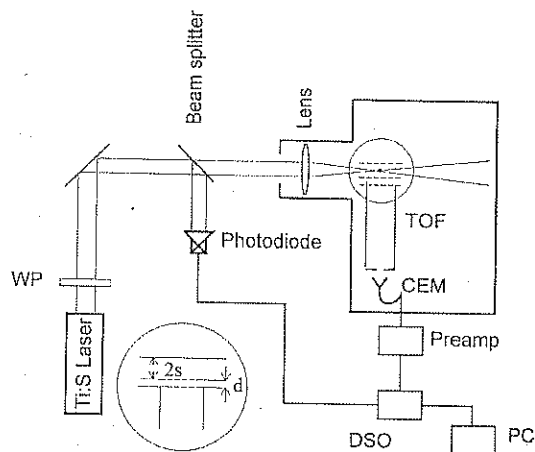 Beam splitter
Lens
TOF
Photodiode
WP
CEM
Ti:S Laser
Preamp
2s
d
DSO
PC